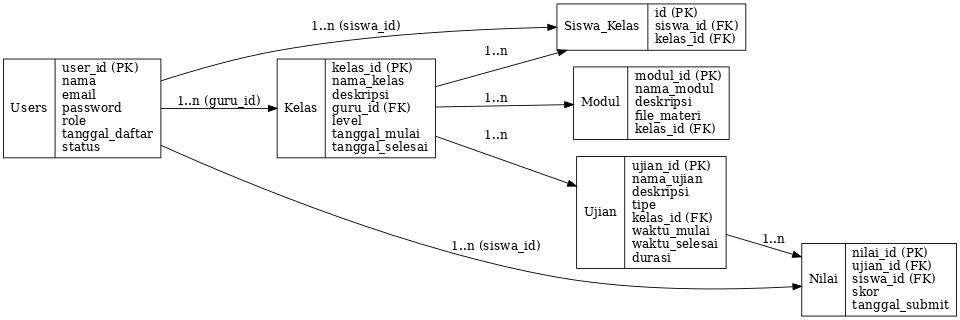 1..n (siswa_id)
Siswa_Kelas
id (PK)
siswa_id (FK)
kelas_id (FK)
1..n
Users
user_id (PK)
nama
email
password
role
tanggal_daftar
status
1..n (guru_id)
Kelas
kelas_id (PK)
nama_kelas
deskripsi
guru_id (FK)
level
tanggal_mulai
tanggal_selesai
1..n
Modul
modul_id (PK)
nama_modul
deskripsi
file_materi
kelas_id (FK)
1..n
Ujian
ujian_id (PK)
nama_ujian
deskripsi
tipe
kelas_id (FK)
waktu_mulai
waktu_selesai
durasi
1..n (siswa_id)
1..n
Nilai
nilai_id (PK)
ujian_id (FK)
siswa_id (FK)
skor
tanggal_submit